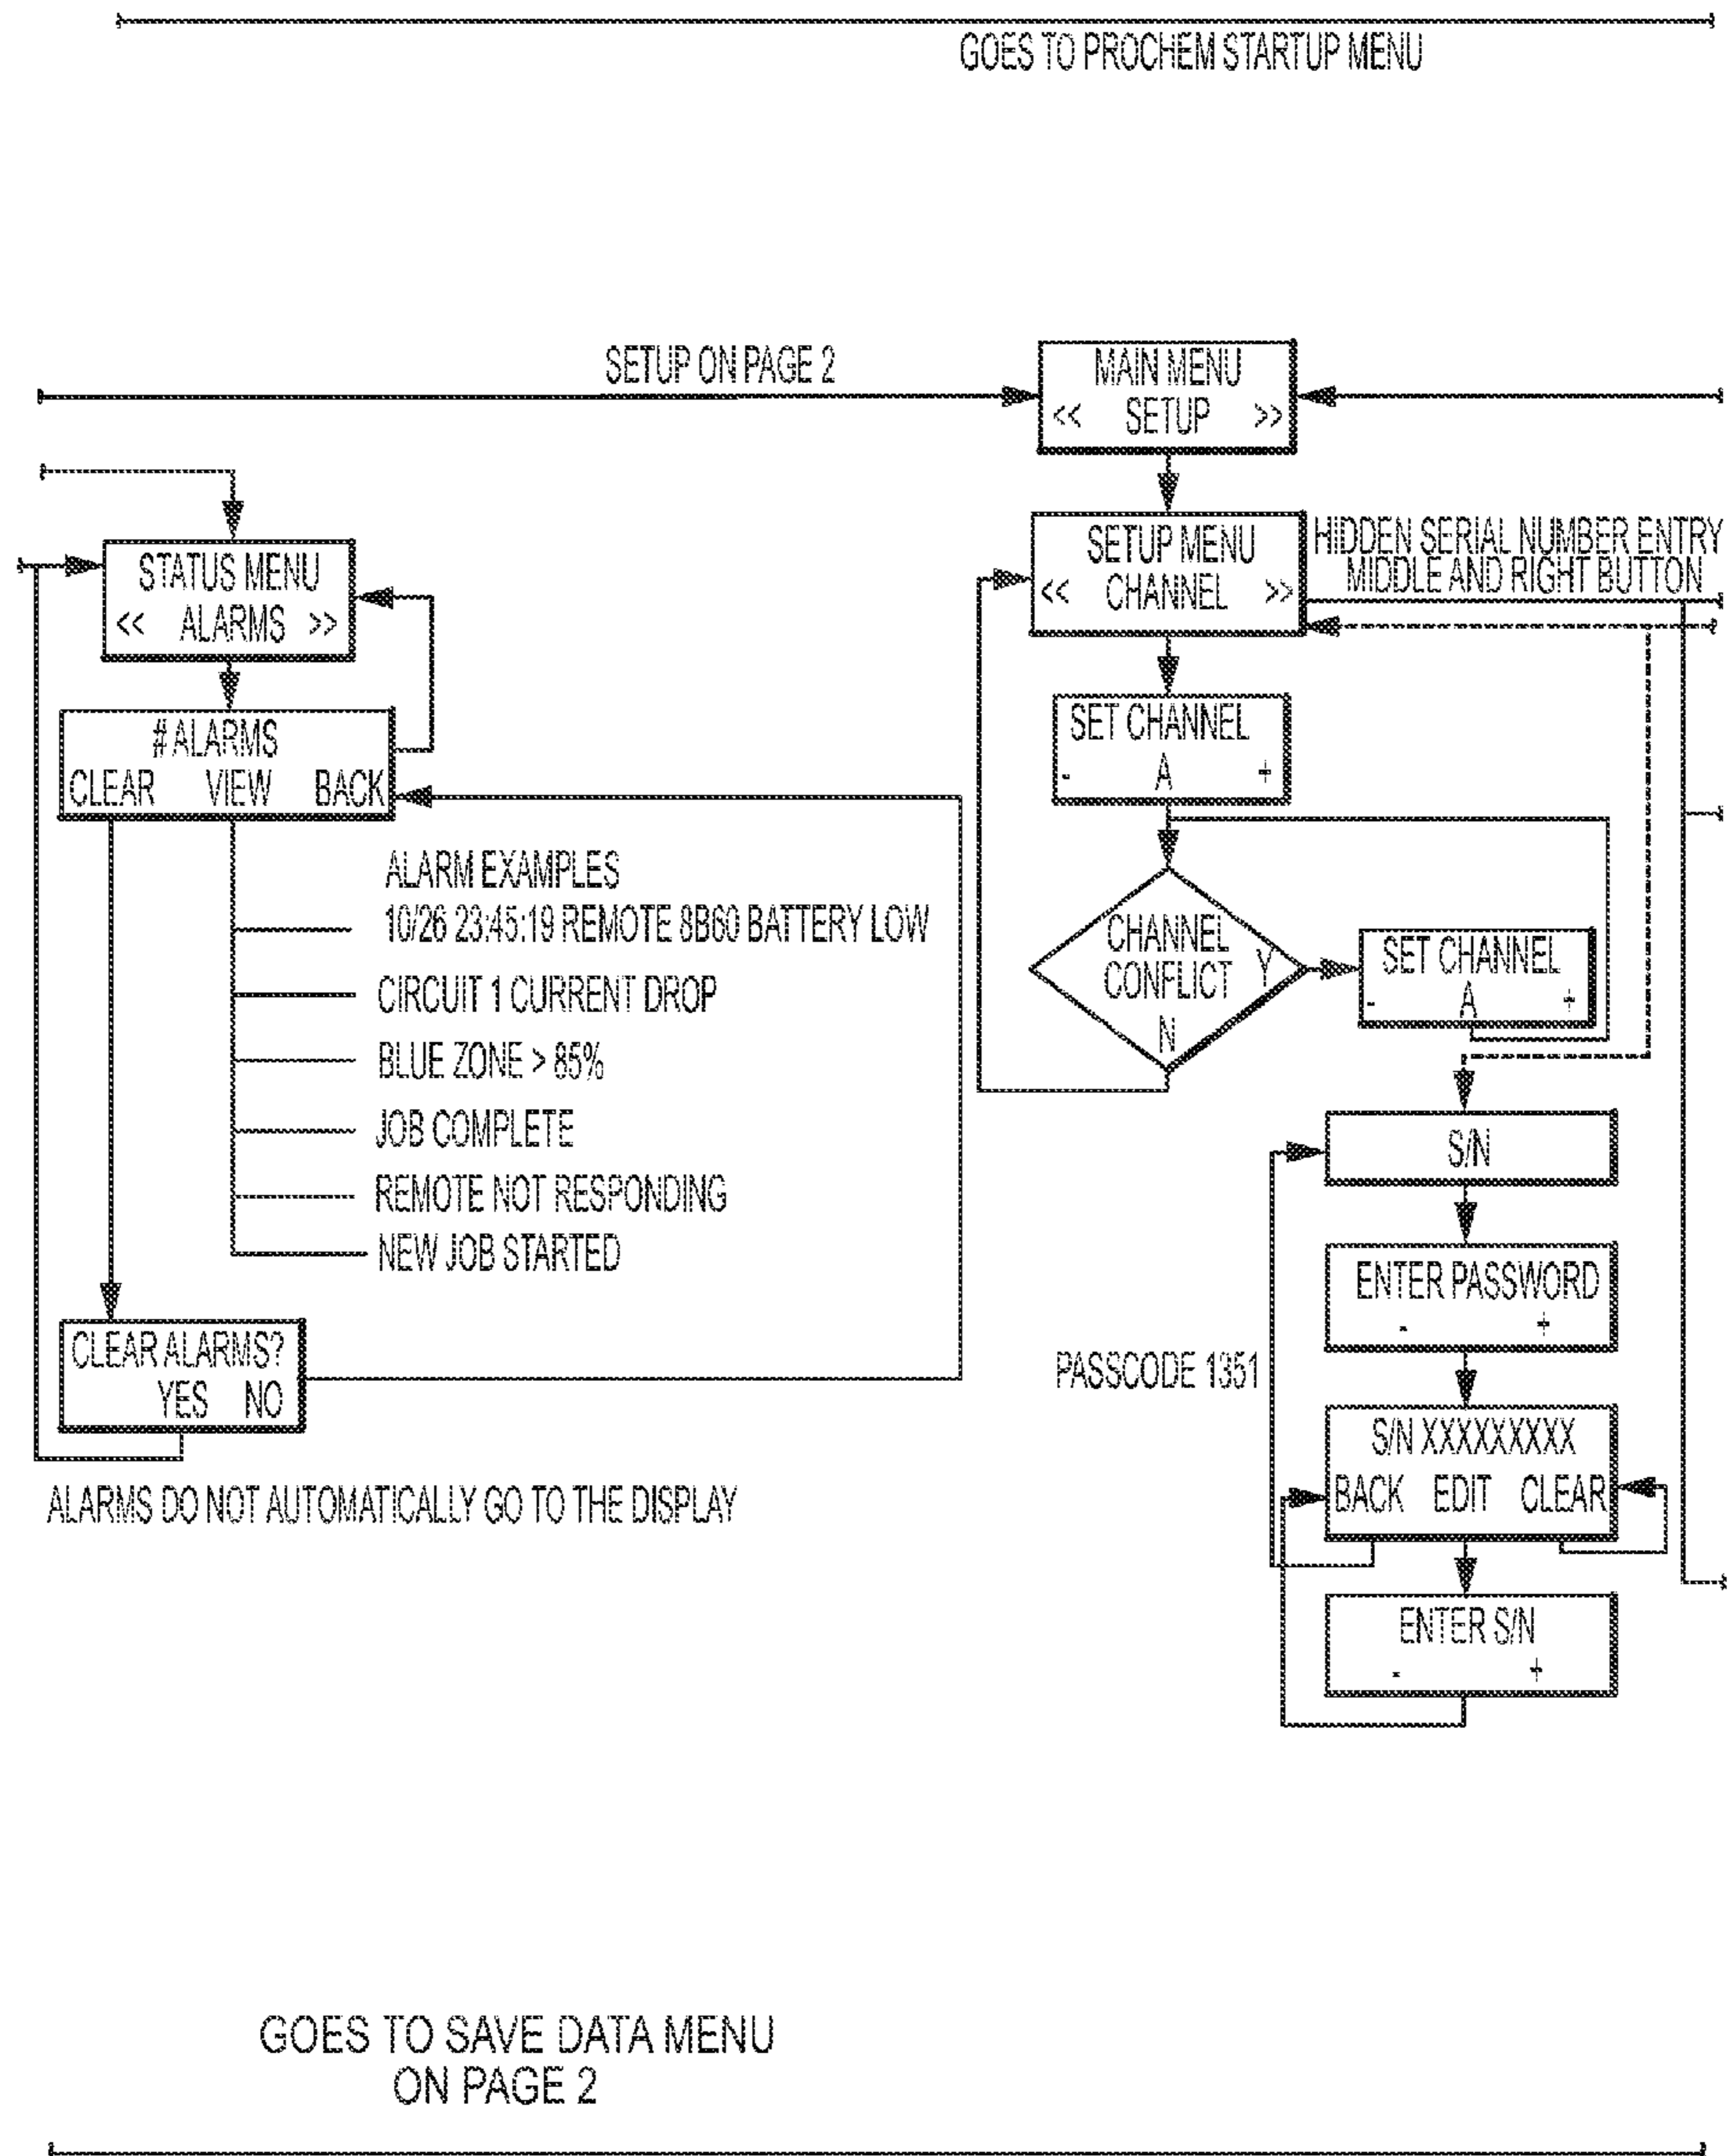 GOES TO PROCHEM STARTUP MENU
SETUP ON PAGE 2
MAIN MENU
<< SETUP >>
STATUS MENU
<< ALARMS >>
# ALARMS
CLEAR VIEW BACK
ALARM EXAMPLES
10/26 23:45:19 REMOTE 8B60 BATTERY LOW
CIRCUIT 1 CURRENT DROP
BLUE ZONE > 85%
JOB COMPLETE
REMOTE NOT RESPONDING
NEW JOB STARTED
CLEAR ALARMS?
YES NO
ALARMS DO NOT AUTOMATICALLY GO TO THE DISPLAY
SETUP MENU
<< CHANNEL >>
HIDDEN SERIAL NUMBER ENTRY
MIDDLE AND RIGHT BUTTON
SET CHANNEL
- A +
CHANNEL
CONFLICT Y
N
SET CHANNEL
- A +
S/N
ENTER PASSWORD
- +
PASSCODE 1351
S/N XXXXXXXXX
BACK EDIT CLEAR
ENTER S/N
- +
GOES TO SAVE DATA MENU
ON PAGE 2